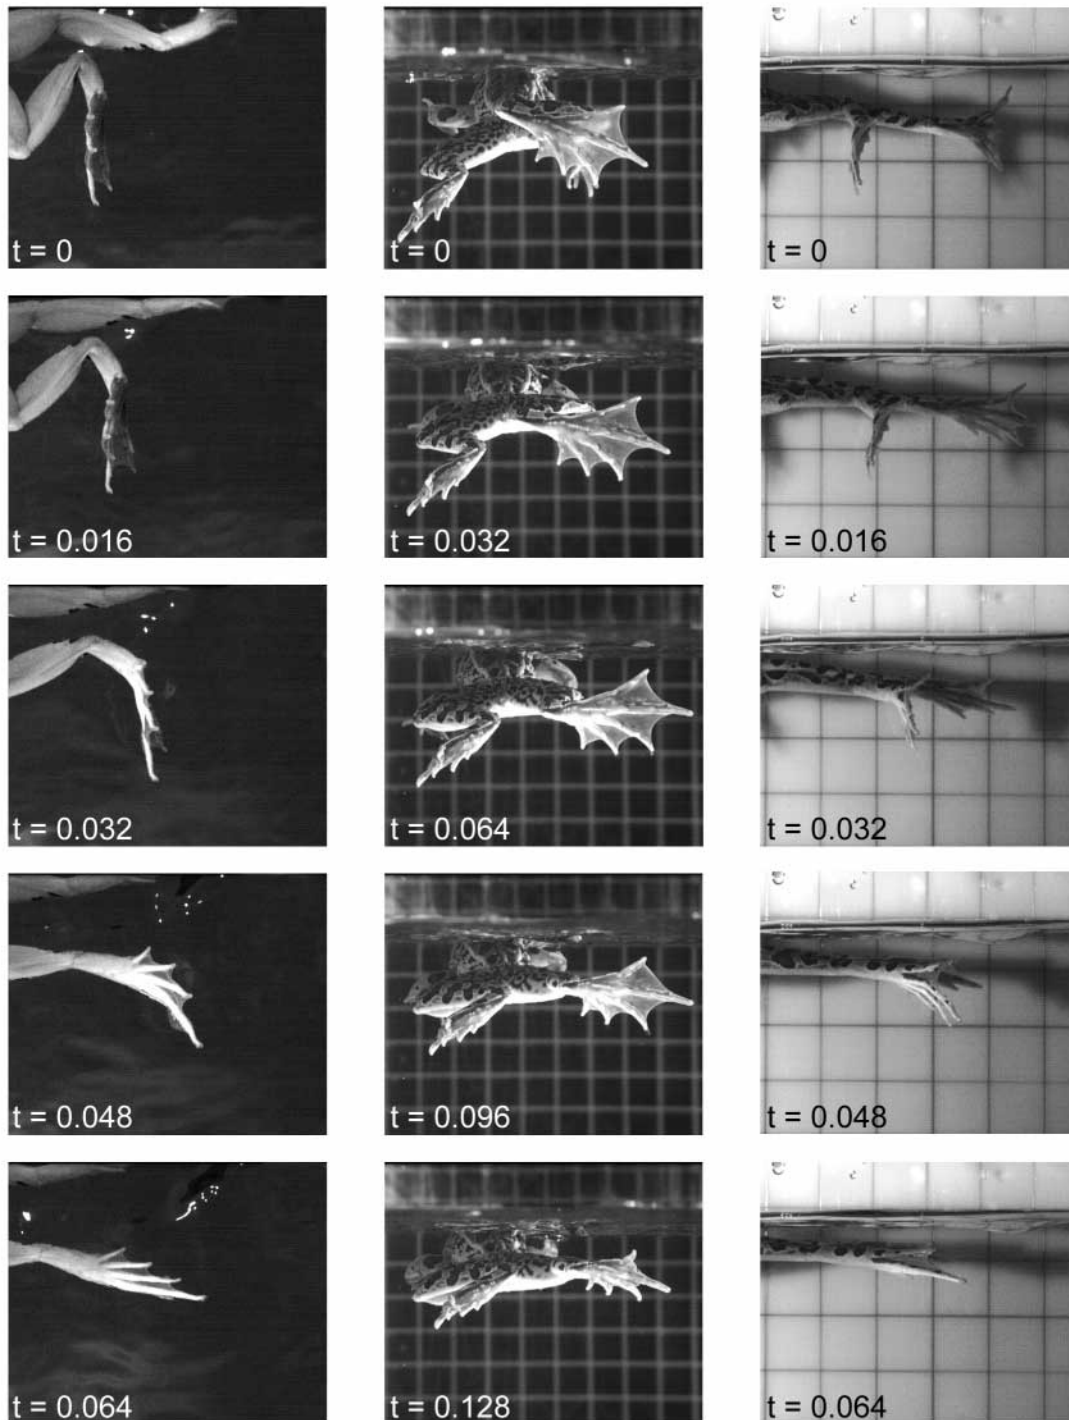 t = 0
t = 0
t = 0
t = 0.016
t = 0.032
t = 0.016
t = 0.032
t = 0.064
t = 0.032
t = 0.048
t = 0.096
t = 0.048
t = 0.064
t = 0.128
t = 0.064